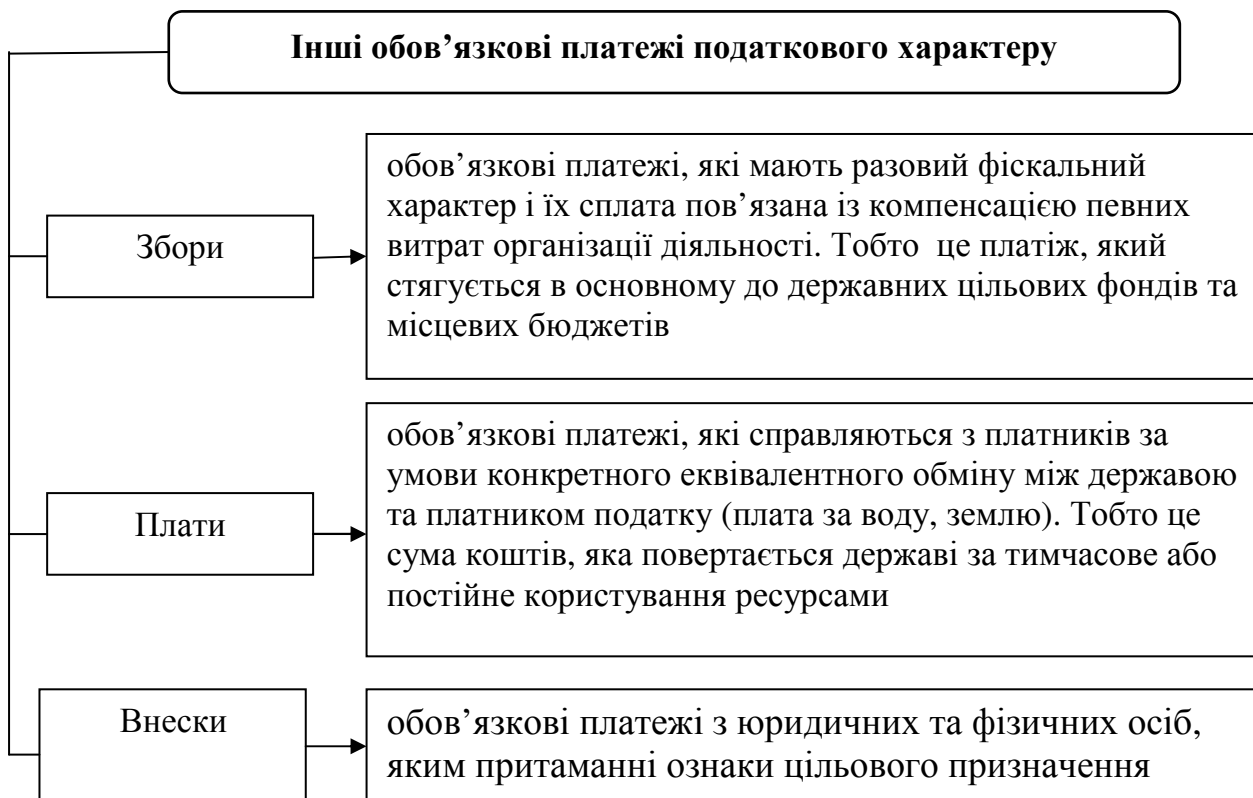 Інші обов’язкові платежі податкового характеру
Збори
обов’язкові платежі, які мають разовий фіскальний
характер і їх сплата пов’язана із компенсацією певних
витрат організації діяльності. Тобто  це платіж, який
стягується в основному до державних цільових фондів та
місцевих бюджетів
Плати
обов’язкові платежі, які справляються з платників за
умови конкретного еквівалентного обміну між державою
та платником податку (плата за воду, землю). Тобто це
сума коштів, яка повертається державі за тимчасове або
постійне користування ресурсами
Внески
обов’язкові платежі з юридичних та фізичних осіб,
яким притаманні ознаки цільового призначення